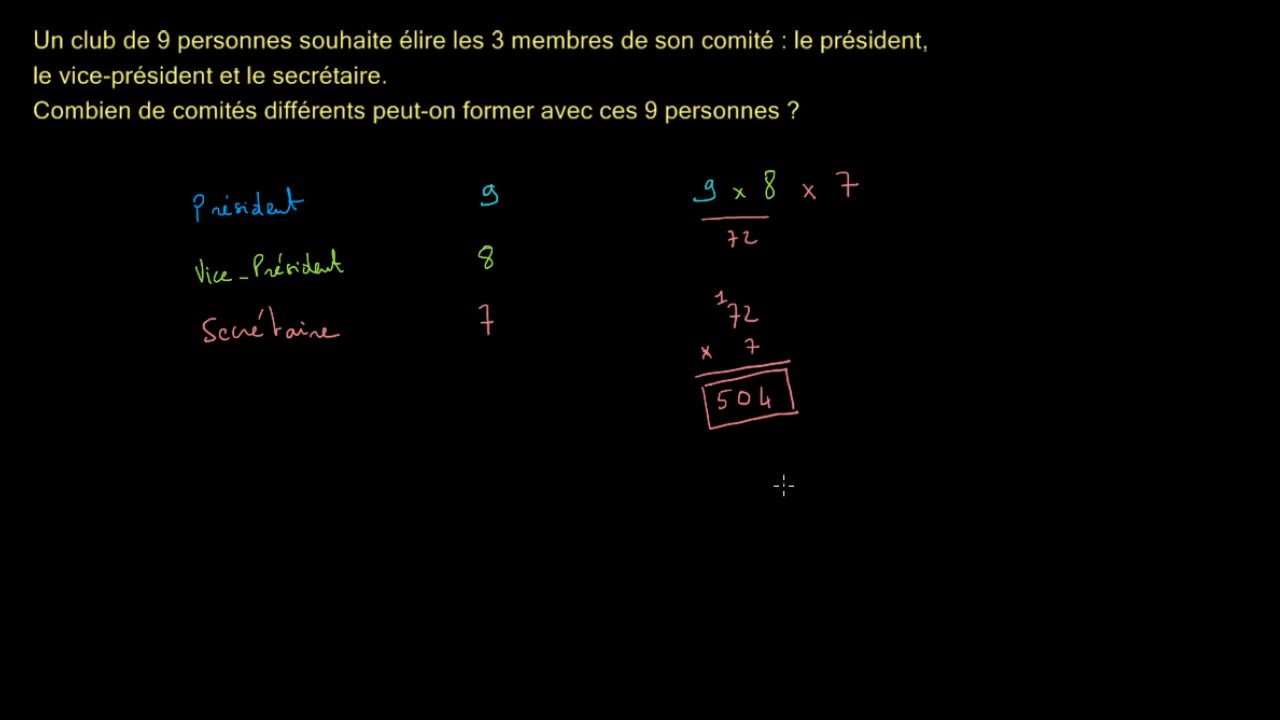 Un club de 9 personnes souhaite élire les 3 membres de son comité : le président,
le vice-président et le secrétaire.
Combien de comités différents peut-on former avec ces 9 personnes ?
Président 9 9 x 8 x 7
72
Vice-Président 8
Secrétaire 7
1
72
x 7
504